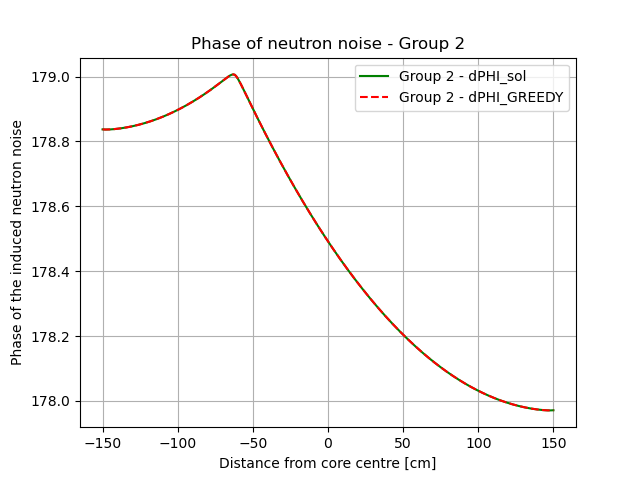 Phase of neutron noise - Group 2
Group 2 - dPHI_sol
Group 2 - dPHI_GREEDY
Phase of the induced neutron noise
179.0
178.8
178.6
178.4
178.2
178.0
−150
−100
−50
0
50
100
150
Distance from core centre [cm]